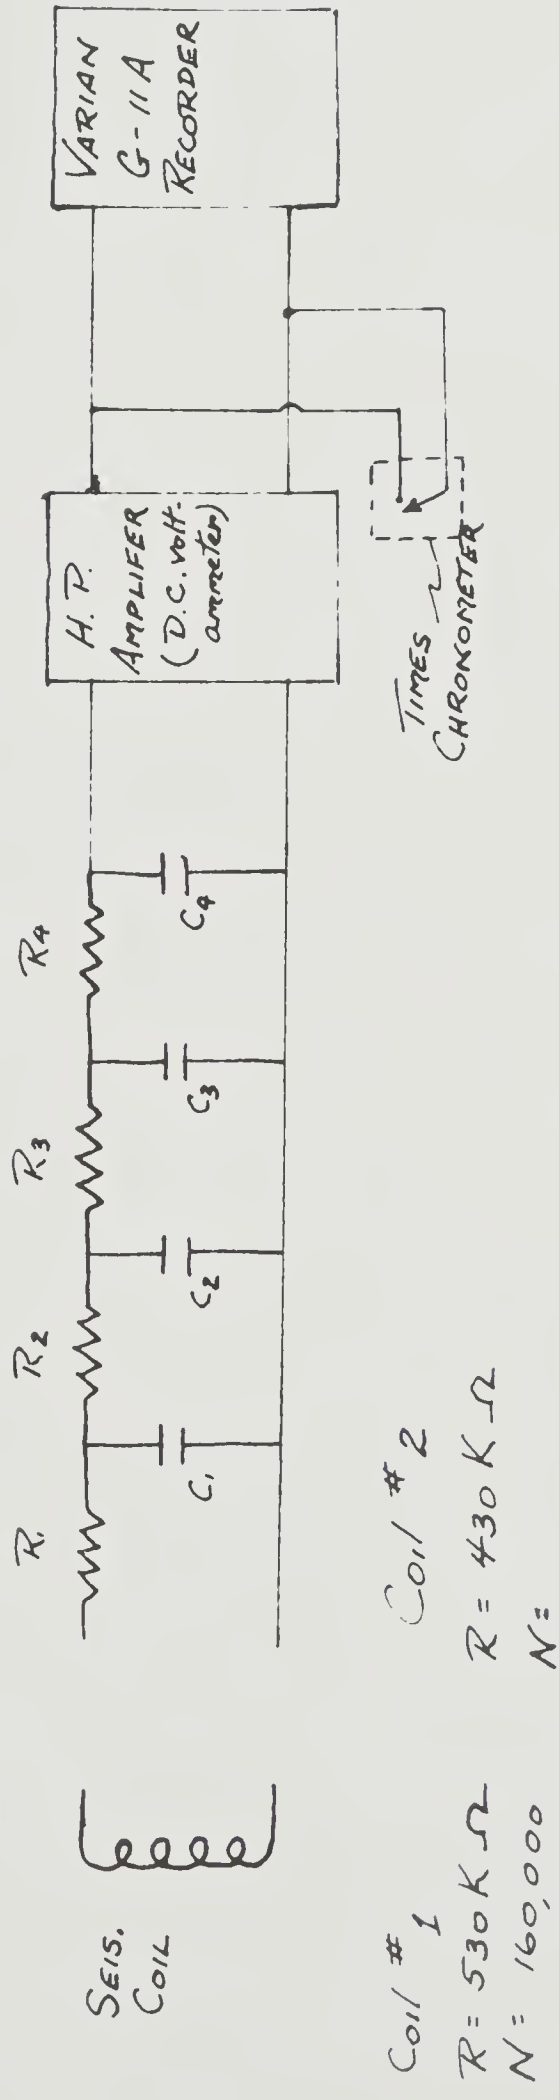 SEIS.
COIL
R1
R2
R3
R4
C1
C2
C3
C4
H.P.
AMPLIFER
(D.C. volt-
ammeter)
VARIAN
G-11A
RECORDER
TIMES
CHRONOMETER
Coil #1
R = 530 K Ω
N = 160,000
Coil #2
R = 430 K Ω
N =